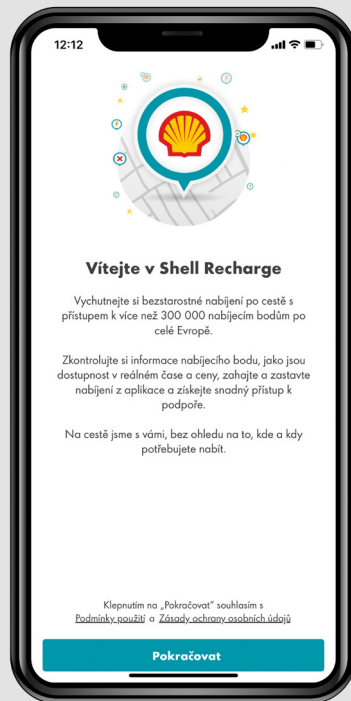 12:12
Vítejte v Shell Recharge
Vychutnejte si bezstarostné nabíjení po cestě s
přístupem k více než 300 000 nabíjecím bodům po
celé Evropě.
Zkontrolujte si informace nabíjecího bodu, jako jsou
dostupnost v reálném čase a ceny, zahajte a zastavte
nabíjení z aplikace a získejte snadný přístup k
podpoře.
Na cestě jsme s vámi, bez ohledu na to, kde a kdy
potřebujete nabít.
Klepnutím na „Pokračovat" souhlasím s
Podmínky použití a Zásady ochrany osobních údajů
Pokračovat